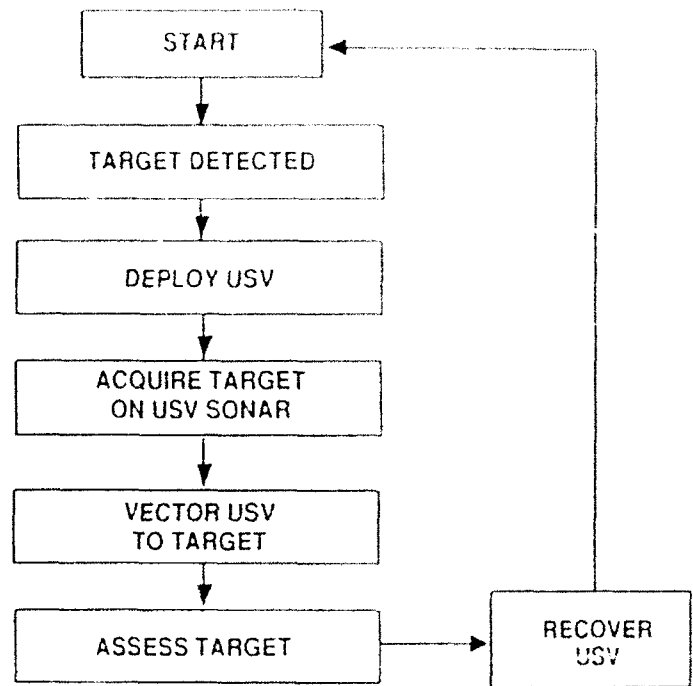 START
TARGET DETECTED
DEPLOY USV
ACQUIRE TARGET
ON USV SONAR
VECTOR USV
TO TARGET
ASSESS TARGET
RECOVER
USV